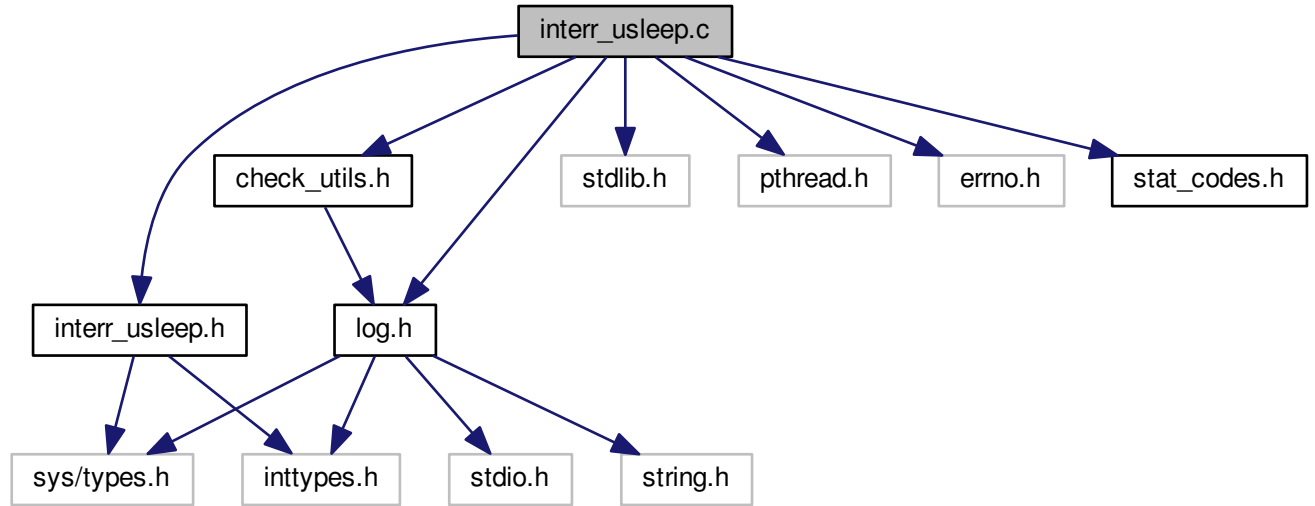 interr_usleep.c
check_utils.h
stdlib.h
pthread.h
errno.h
stat_codes.h
interr_usleep.h
log.h
sys/types.h
inttypes.h
stdio.h
string.h